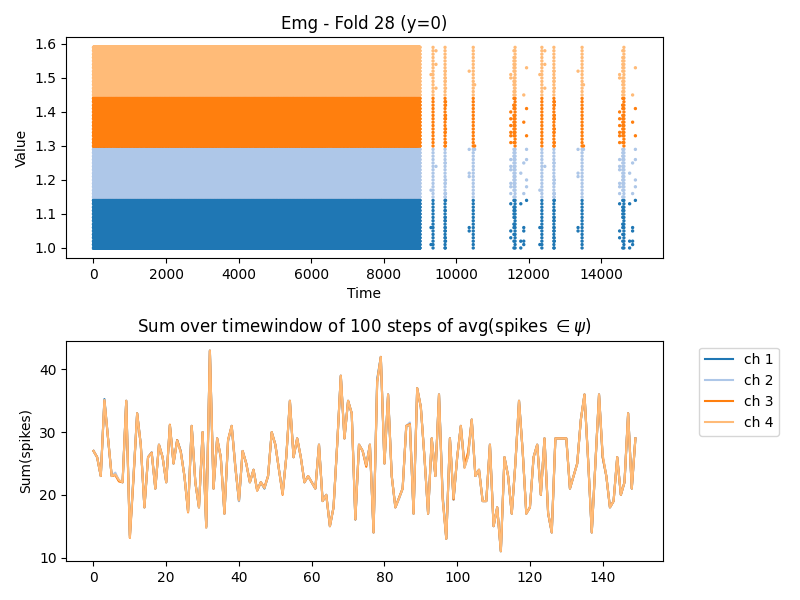 Emg - Fold 28 (y=0)
Value
1.6
1.5
1.4
1.3
1.2
1.1
1.0
0 2000 4000 6000 8000 10000 12000 14000
Time
Sum over timewindow of 100 steps of avg(spikes ∈ ψ)
Sum(spikes)
40
30
20
10
0 20 40 60 80 100 120 140
ch 1
ch 2
ch 3
ch 4